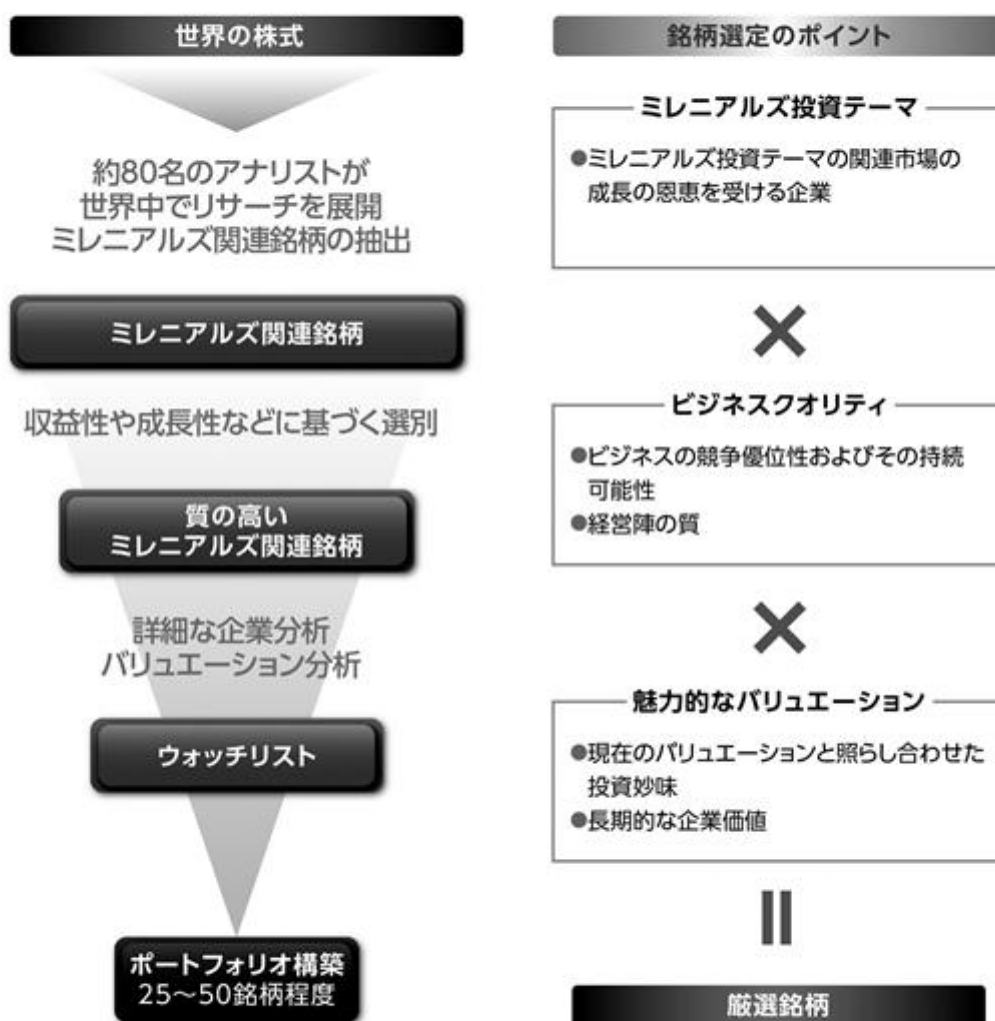 世界の株式
約80名のアナリストが
世界中でリサーチを展開
ミレニアルズ関連銘柄の抽出
ミレニアルズ関連銘柄
収益性や成長性などに基づく選別
質の高い
ミレニアルズ関連銘柄
詳細な企業分析
バリュエーション分析
ウォッチリスト
ポートフォリオ構築
25〜50銘柄程度
銘柄選定のポイント
ミレニアルズ投資テーマ
●ミレニアルズ投資テーマの関連市場の
成長の恩恵を受ける企業
×
ビジネスクオリティ
●ビジネスの競争優位性およびその持続
可能性
●経営陣の質
×
魅力的なバリュエーション
●現在のバリュエーションと照らし合わせた
投資妙味
●長期的な企業価値
||
厳選銘柄